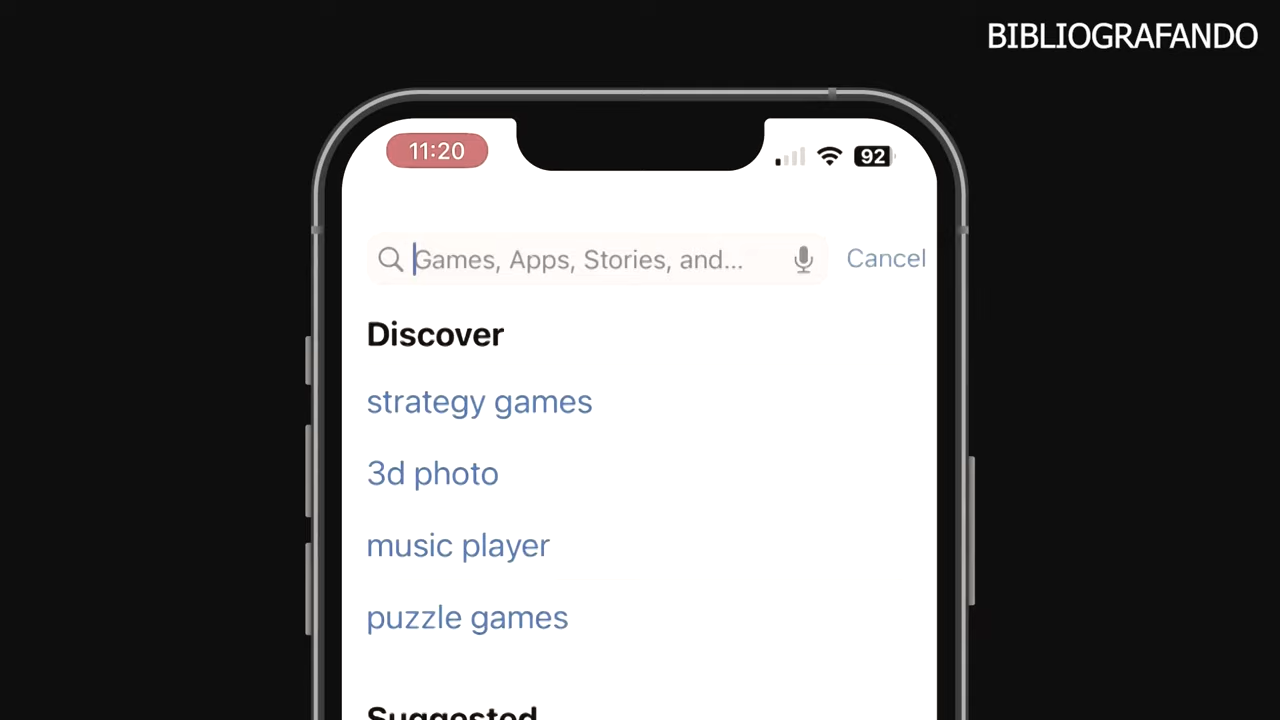 BIBLIOGRAFANDO
11:20
92
Games, Apps, Stories, and...
Cancel
Discover
strategy games
3d photo
music player
puzzle games
Suggested